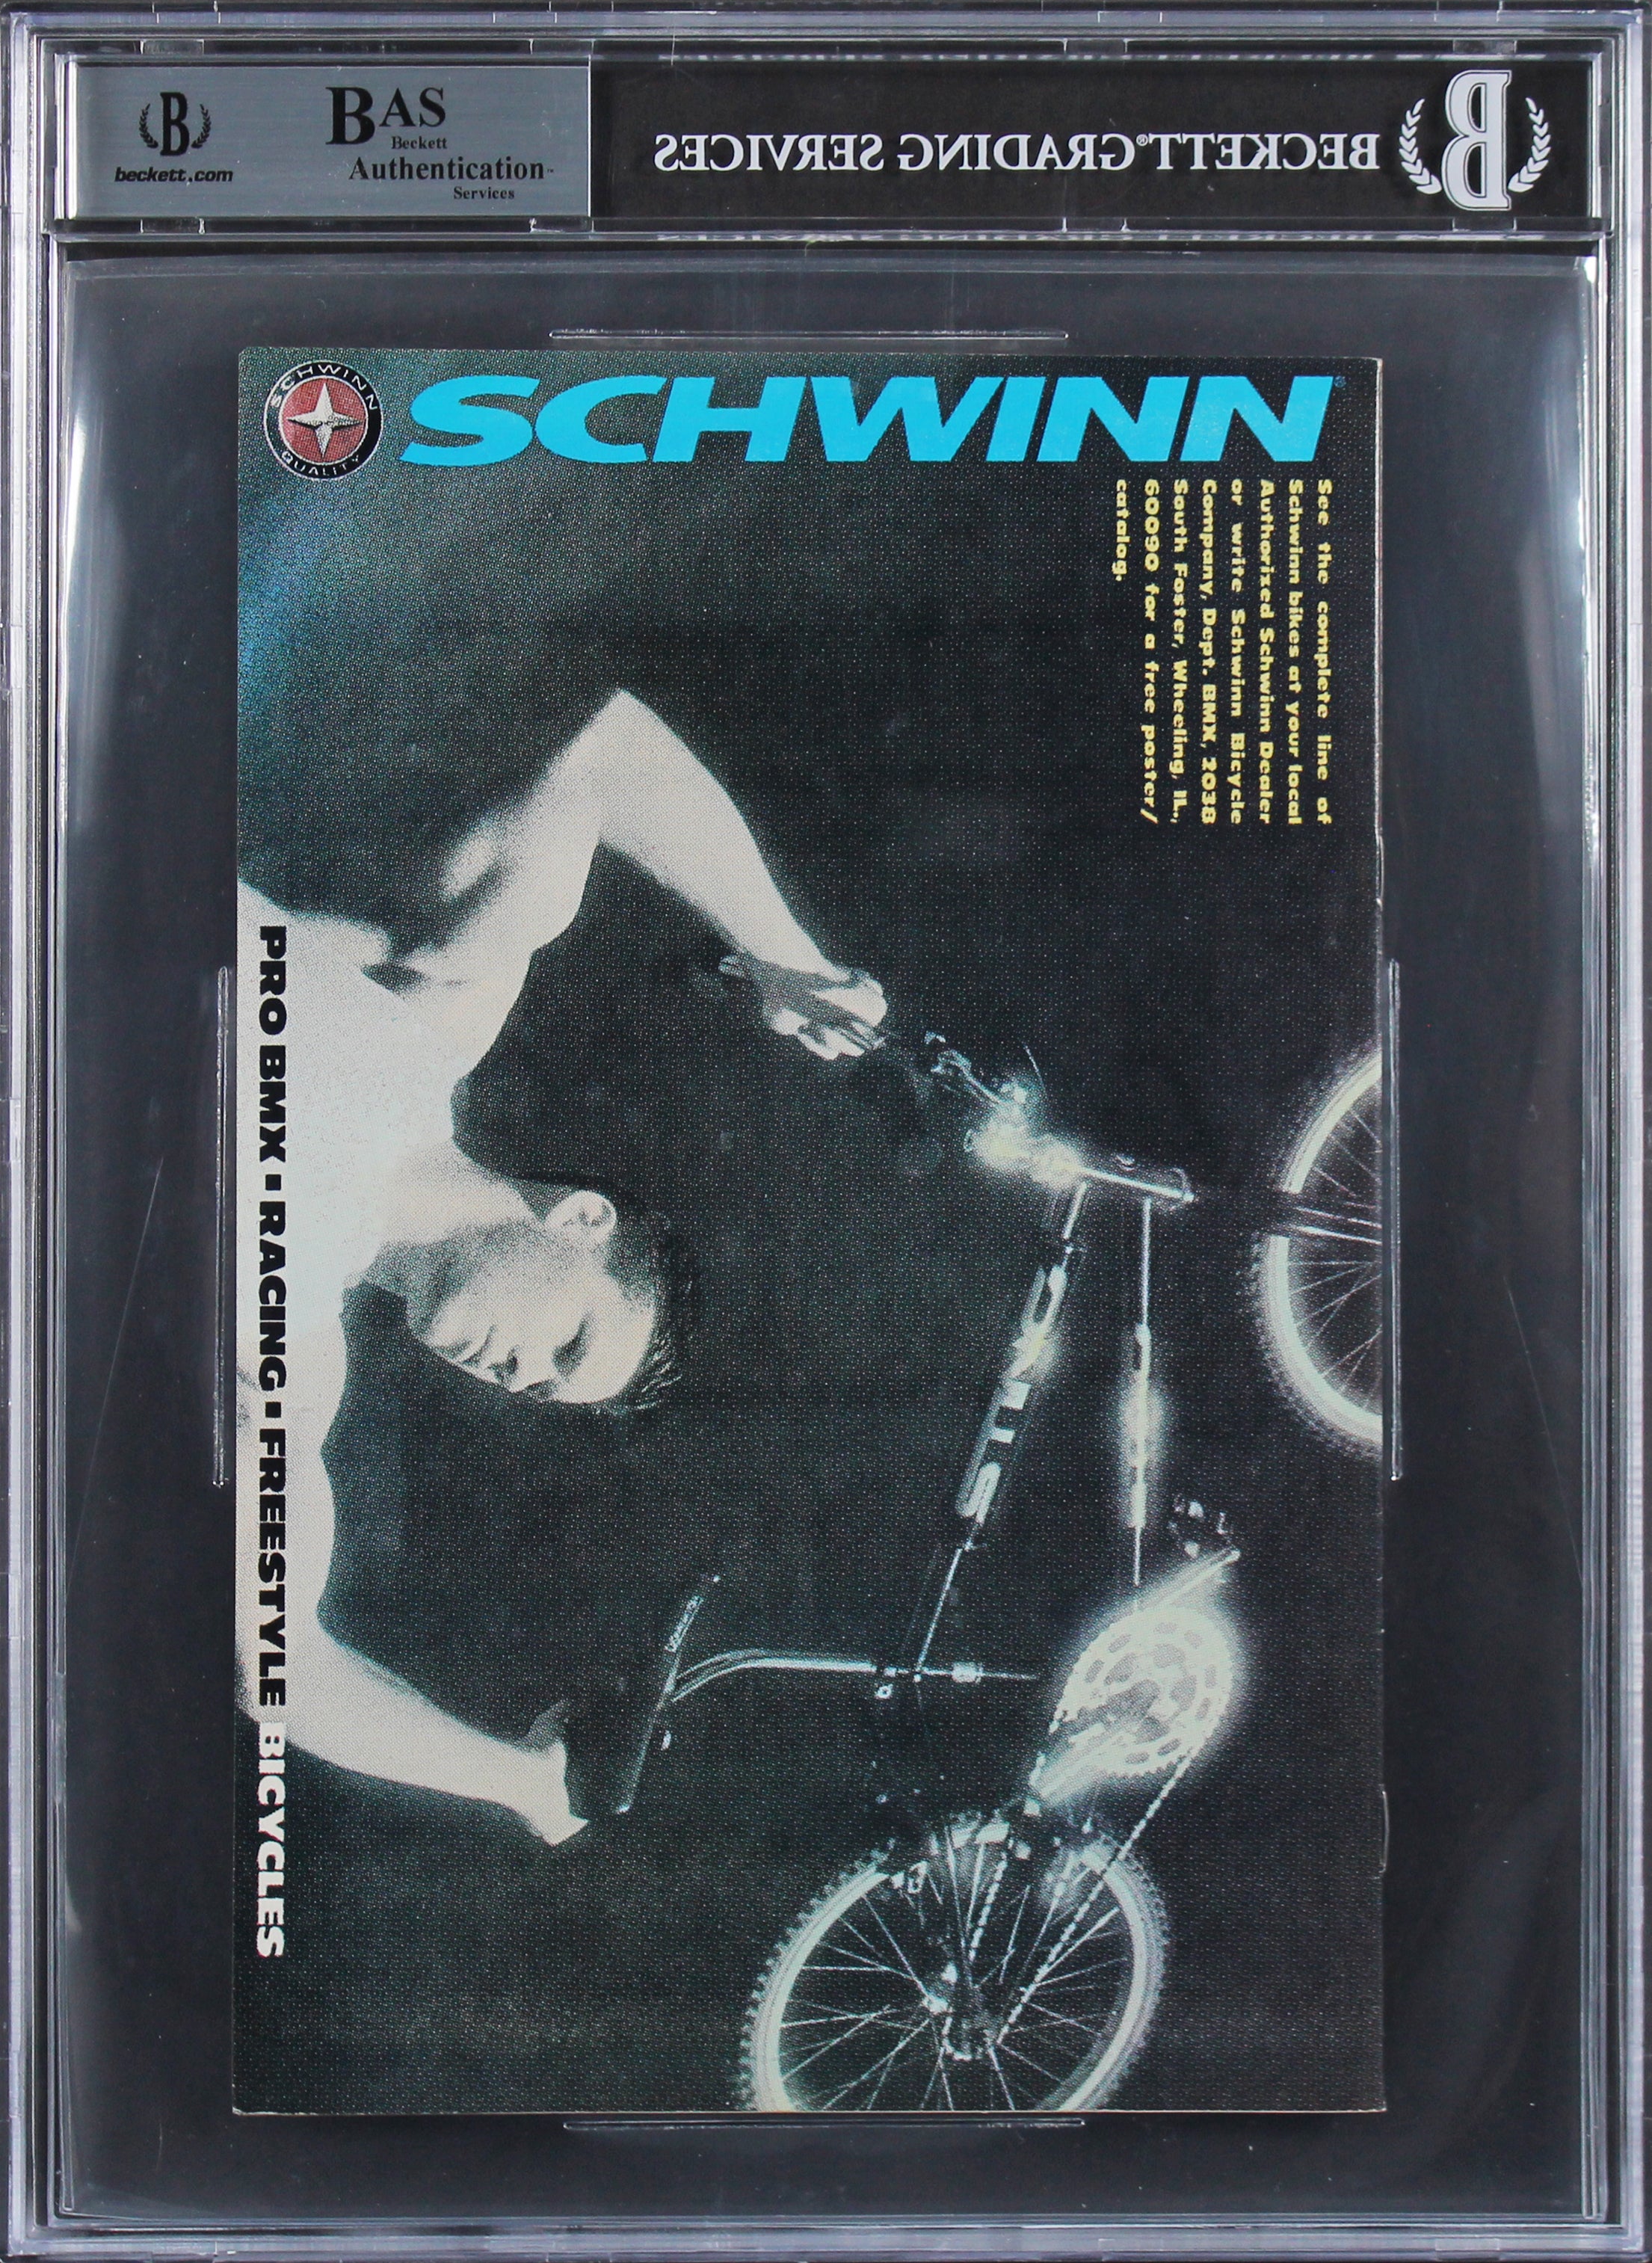 B
beckett.com
BAS
Beckett
Authentication™
Services
BECKETT® GRADING SERVICES
B
SCHWINN
QUALITY
SCHWINN®
See the complete line of
Schwinn bikes at your local
Authorized Schwinn Dealer
or write Schwinn Bicycle
Company, Dept. BMX, 2038
South Foster, Wheeling, IL.,
60090 for a free poster/
catalog.
PRO BMX ▪ RACING ▪ FREESTYLE BICYCLES